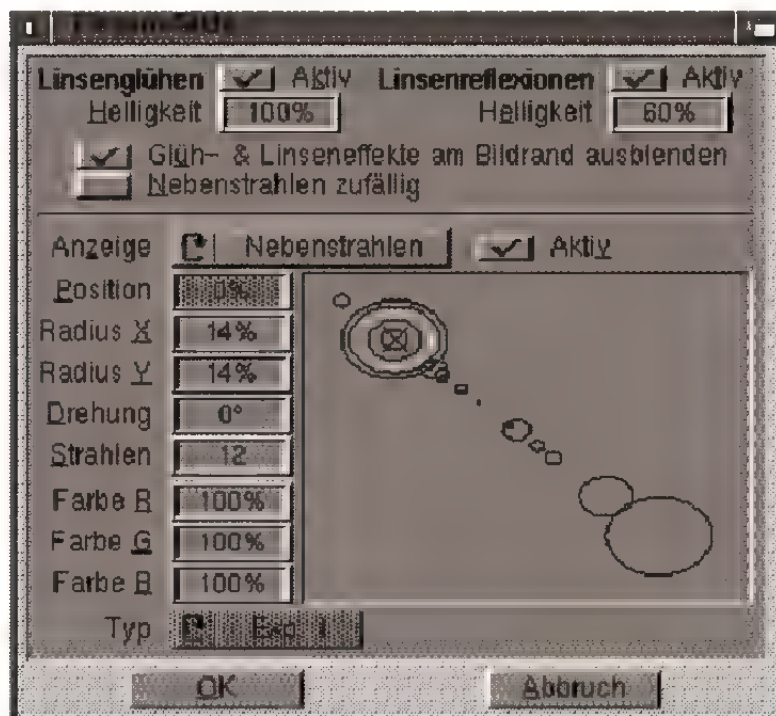 Linsenglühen Aktiv Linsenreflexionen Aktiv
Helligkeit 100% Helligkeit 60%
Glüh- & Linseneffekte am Bildrand ausblenden
Nebenstrahlen zufällig
Anzeige Nebenstrahlen Aktiv
Position 0%
Radius X 14%
Radius Y 14%
Drehung 0°
Strahlen 12
Farbe R 100%
Farbe G 100%
Farbe B 100%
Typ
OK Abbruch